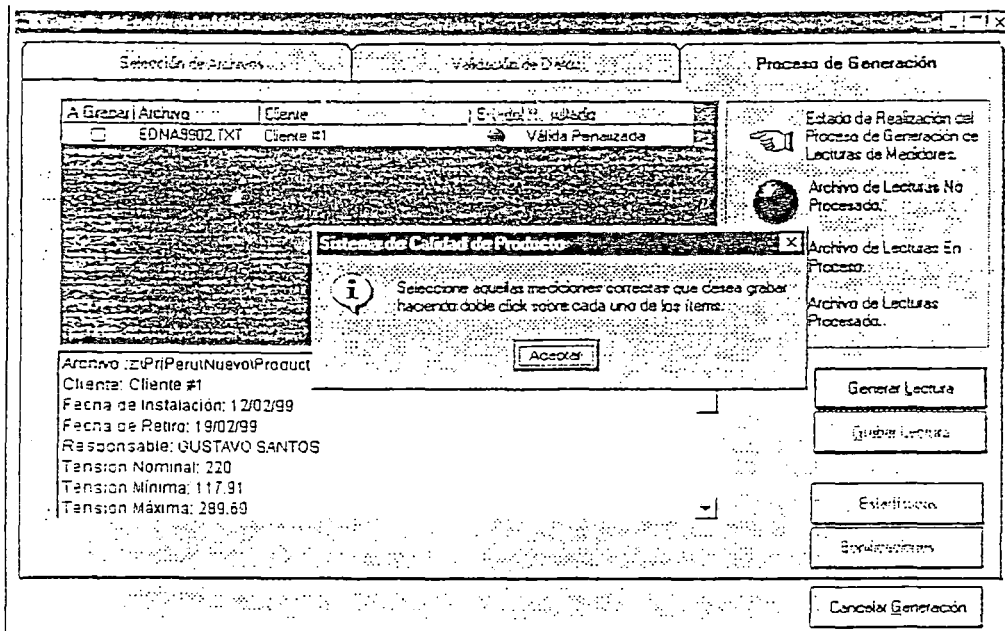 Selección de Archivos
Validación de Datos
Proceso de Generación
A Grabar Archivo Cliente
EDNA9902.TXT Cliente #1 Válida Penalizada
Estado de Realización del
Proceso de Generación de
Lecturas de Medidores.
Archivo de Lecturas No
Procesado.
Archivo de Lecturas En
Proceso.
Archivo de Lecturas
Procesado.
Sistema de Calidad de Producto
Seleccione aquellas mediciones correctas que desea grabar
haciendo doble click sobre cada uno de los items.
Aceptar
Cliente: Cliente #1
Fecha de Instalación: 12/02/99
Fecha de Retiro: 19/02/99
Responsable: GUSTAVO SANTOS
Tension Nominal: 220
Tension Mínima: 117.91
Tension Máxima: 289.69
Generar Lectura
Grabar Lectura
Cancelar Generación